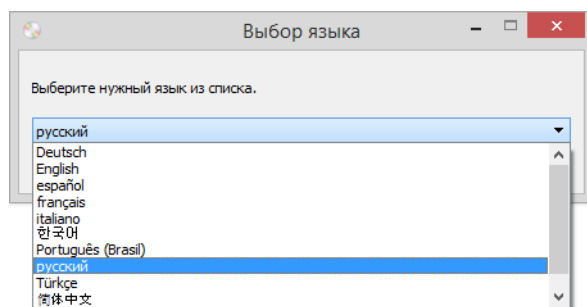 Выбор языка
Выберите нужный язык из списка.
русский
Deutsch
English
español
français
italiano
한국어
Português (Brasil)
русский
Türkçe
简体中文